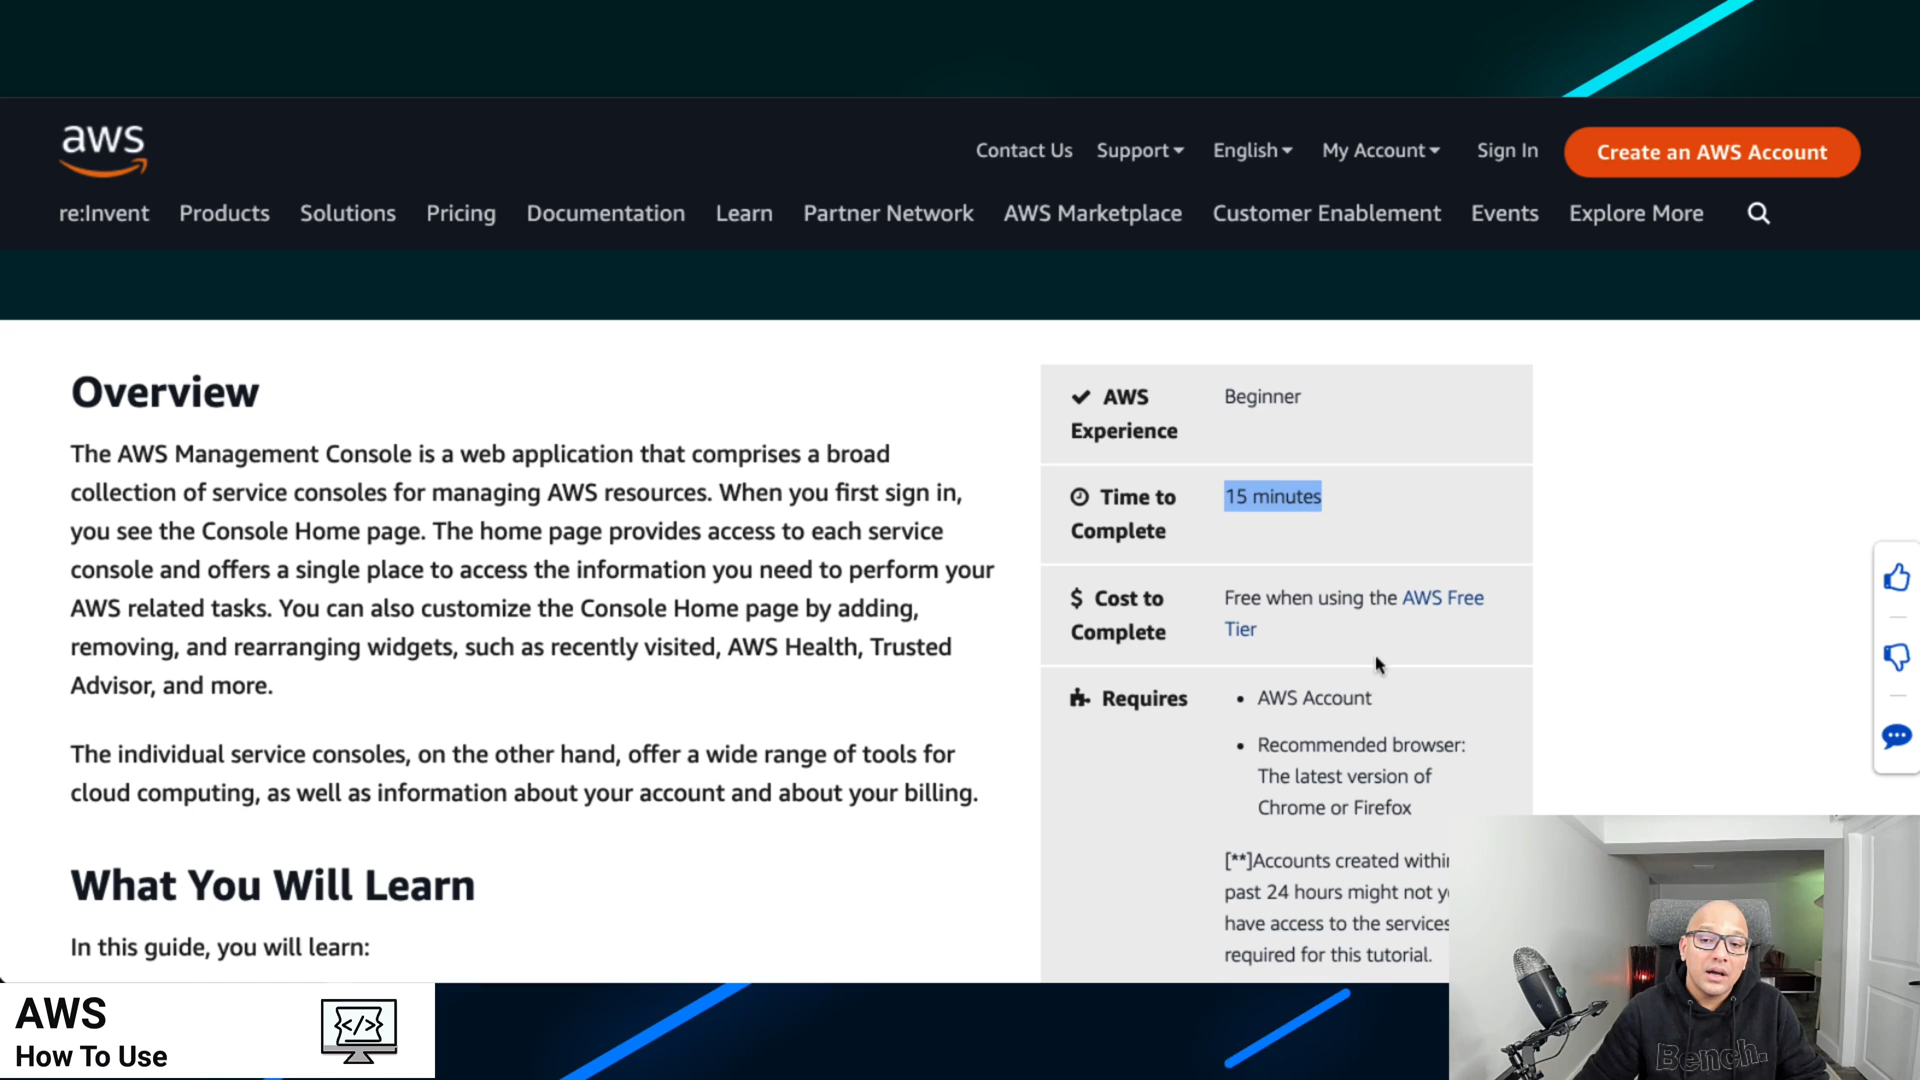 aws
Contact Us Support English My Account Sign In Create an AWS Account
re:Invent Products Solutions Pricing Documentation Learn Partner Network AWS Marketplace Customer Enablement Events Explore More
Overview
The AWS Management Console is a web application that comprises a broad
collection of service consoles for managing AWS resources. When you first sign in,
you see the Console Home page. The home page provides access to each service
console and offers a single place to access the information you need to perform your
AWS related tasks. You can also customize the Console Home page by adding,
removing, and rearranging widgets, such as recently visited, AWS Health, Trusted
Advisor, and more.
The individual service consoles, on the other hand, offer a wide range of tools for
cloud computing, as well as information about your account and about your billing.
What You Will Learn
In this guide, you will learn:
AWS Beginner
Experience
Time to 15 minutes
Complete
$ Cost to Free when using the AWS Free
Complete Tier
Requires • AWS Account
• Recommended browser:
The latest version of
Chrome or Firefox
[**]Accounts created within
past 24 hours might not y
have access to the services
required for this tutorial.
AWS
</>
How To Use
Bench.